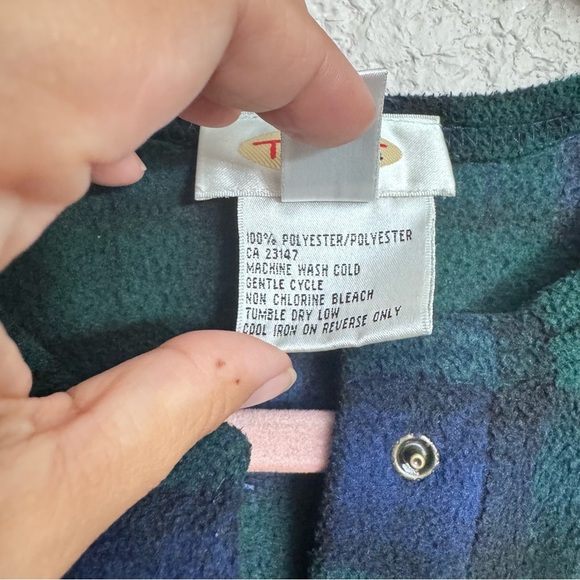 100% POLYESTER/POLYESTER
CA 23147
MACHINE WASH COLD
GENTLE CYCLE
NON CHLORINE BLEACH
TUMBLE DRY LOW
COOL IRON ON REVERSE ONLY